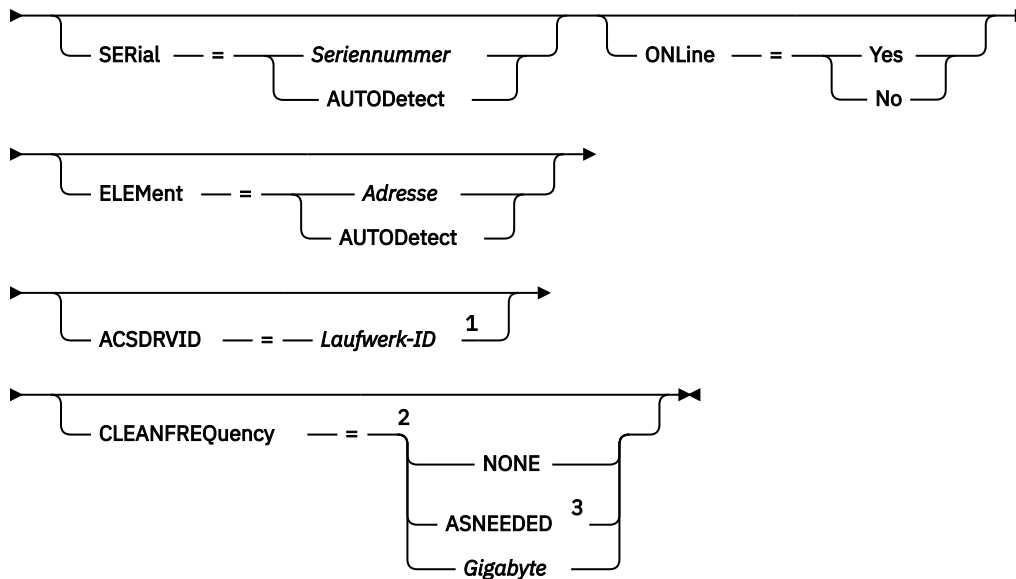 SERial = Seriennummer
AUTODetect
ONLine = Yes
No
ELEMent = Adresse
AUTODetect
ACSDRVID = Laufwerk-ID 1
CLEANFREQuency = 2
NONE
ASNEEDED 3
Gigabyte